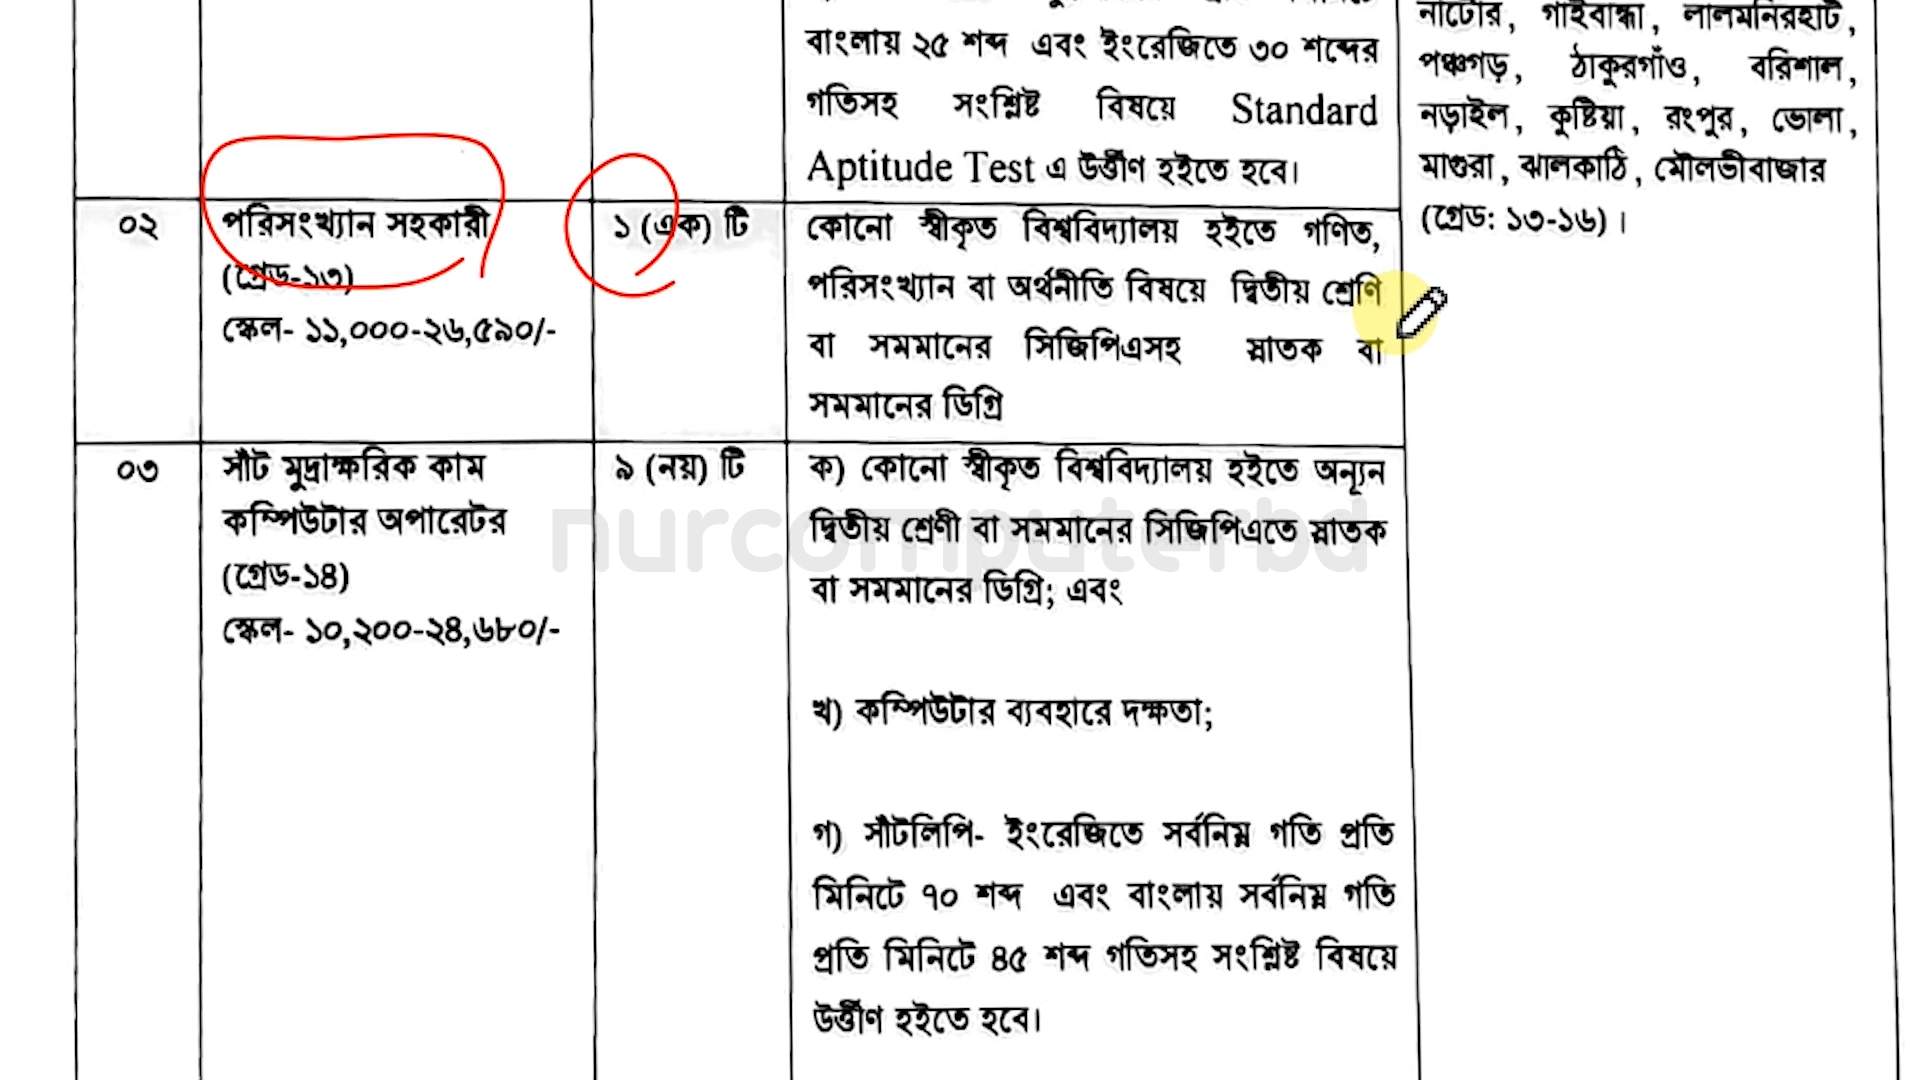 বাংলায় ২৫ শব্দ এবং ইংরেজিতে ৩০ শব্দের
গতিসহ সংশ্লিষ্ট বিষয়ে Standard
Aptitude Test এ উর্ত্তীণ হইতে হবে।
নাটোর, গাইবান্ধা, লালমনিরহাট,
পঞ্চগড়, ঠাকুরগাঁও, বরিশাল,
নড়াইল, কুষ্টিয়া, রংপুর, ভোলা,
মাগুরা, ঝালকাঠি, মৌলভীবাজার
(গ্রেড: ১৩-১৬)।
০২
পরিসংখ্যান সহকারী
(গ্রেড-১৩)
স্কেল- ১১,০০০-২৬,৫৯০/-
১ (এক) টি
কোনো স্বীকৃত বিশ্ববিদ্যালয় হইতে গণিত,
পরিসংখ্যান বা অর্থনীতি বিষয়ে দ্বিতীয় শ্রেণি
বা সমমানের সিজিপিএসহ স্নাতক বা
সমমানের ডিগ্রি
০৩
সাঁট মুদ্রাক্ষরিক কাম
কম্পিউটার অপারেটর
(গ্রেড-১৪)
স্কেল- ১০,২০০-২৪,৬৮০/-
৯ (নয়) টি
ক) কোনো স্বীকৃত বিশ্ববিদ্যালয় হইতে অন্যূন
দ্বিতীয় শ্রেণী বা সমমানের সিজিপিএতে স্নাতক
বা সমমানের ডিগ্রি; এবং
খ) কম্পিউটার ব্যবহারে দক্ষতা;
গ) সাঁটলিপি- ইংরেজিতে সর্বনিম্ন গতি প্রতি
মিনিটে ৭০ শব্দ এবং বাংলায় সর্বনিম্ন গতি
প্রতি মিনিটে ৪৫ শব্দ গতিসহ সংশ্লিষ্ট বিষয়ে
উর্ত্তীণ হইতে হবে।
nurcomputerbd